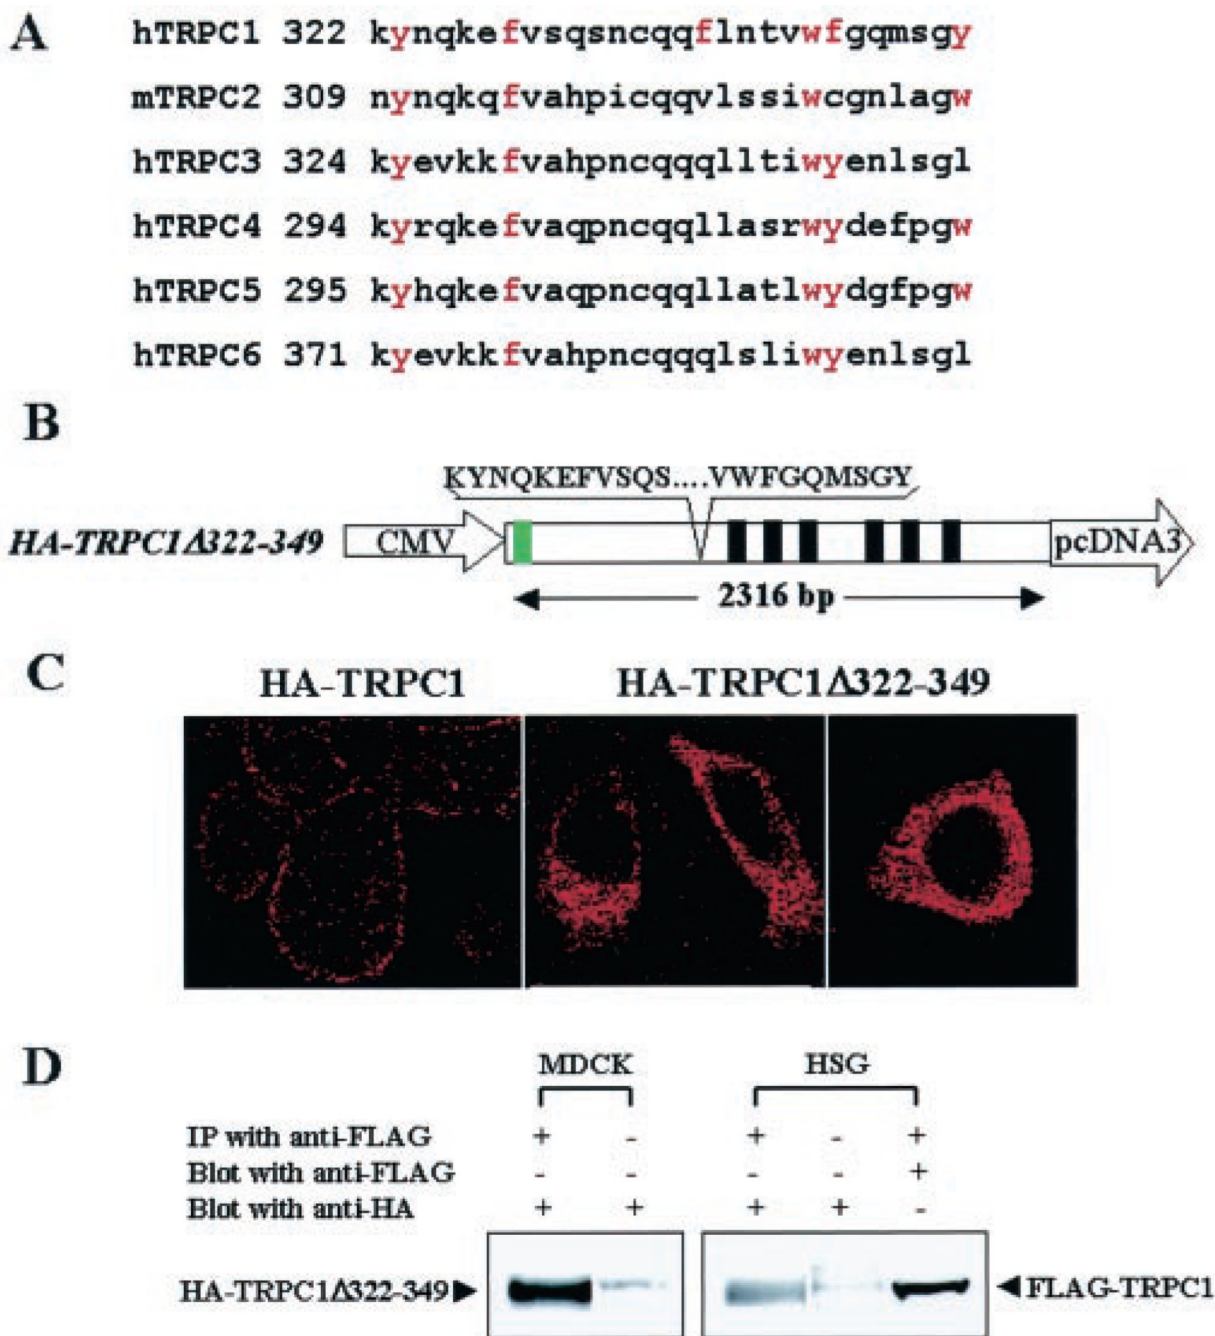 A
hTRPC1 322 kynqkefvsqsncqqflntvwfgqmsgy
mTRPC2 309 nynqkqfvahpicqqvlssiwcgnlagw
hTRPC3 324 kyevkkfvahpncqqqlltiwyenlsgl
hTRPC4 294 kyrqkefvaqpncqqllasrwydefpgw
hTRPC5 295 kyhqkefvaqpncqqllatlwydgfpgw
hTRPC6 371 kyevkkfvahpncqqqlsliwyenlsgl
B
KYNQKEFVSQS....VWFGQMSGY
HA-TRPC1Δ322-349 CMV pcDNA3
2316 bp
C
HA-TRPC1 HA-TRPC1Δ322-349
D
MDCK HSG
IP with anti-FLAG + - + - +
Blot with anti-FLAG - - - - +
Blot with anti-HA + + + + -
HA-TRPC1Δ322-349 FLAG-TRPC1